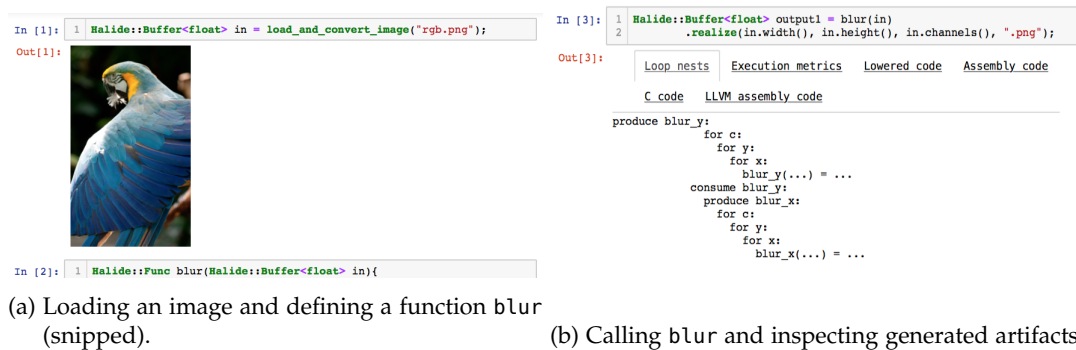 In [1]: 1 Halide::Buffer<float> in = load_and_convert_image("rgb.png");
Out[1]:
In [2]: 1 Halide::Func blur(Halide::Buffer<float> in){
(a) Loading an image and defining a function blur
(snipped).
In [3]: 1 Halide::Buffer<float> output1 = blur(in)
2 .realize(in.width(), in.height(), in.channels(), ".png");
Out[3]:
Loop nests Execution metrics Lowered code Assembly code
C code LLVM assembly code
produce blur_y:
for c:
for y:
for x:
blur_y(...) = ...
consume blur_y:
produce blur_x:
for c:
for y:
for x:
blur_x(...) = ...
(b) Calling blur and inspecting generated artifacts